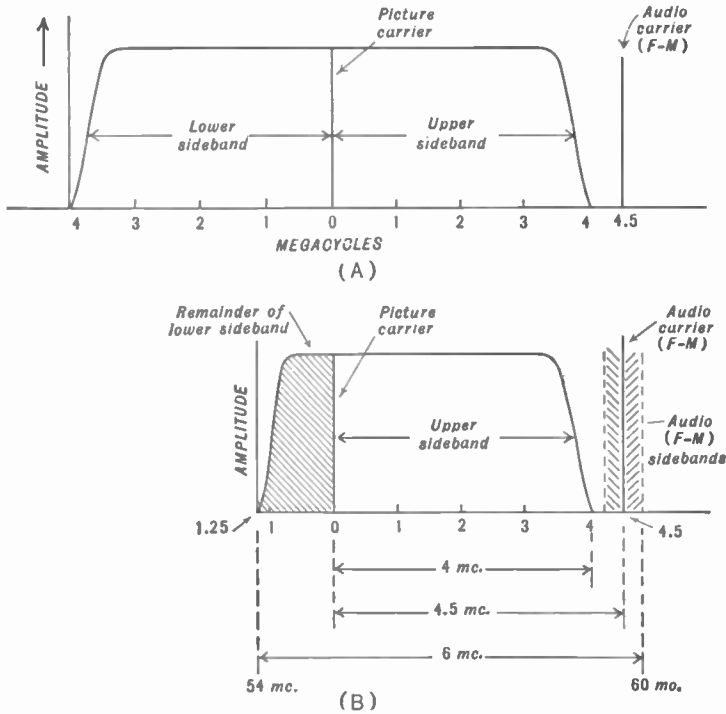 Picture
carrier
Audio
carrier
(F-M)
AMPLITUDE
Lower
sideband
Upper
sideband
4 3 2 1 0 1 2 3 4 4.5
MEGACYCLES
(A)
Remainder of
lower sideband
Picture
carrier
Audio
carrier
(F-M)
AMPLITUDE
Upper
sideband
Audio
(F-M)
sidebands
1.25 1 0 1 2 3 4 4.5
4 mc.
4.5 mc.
6 mc.
54 mc. 60 mo.
(B)